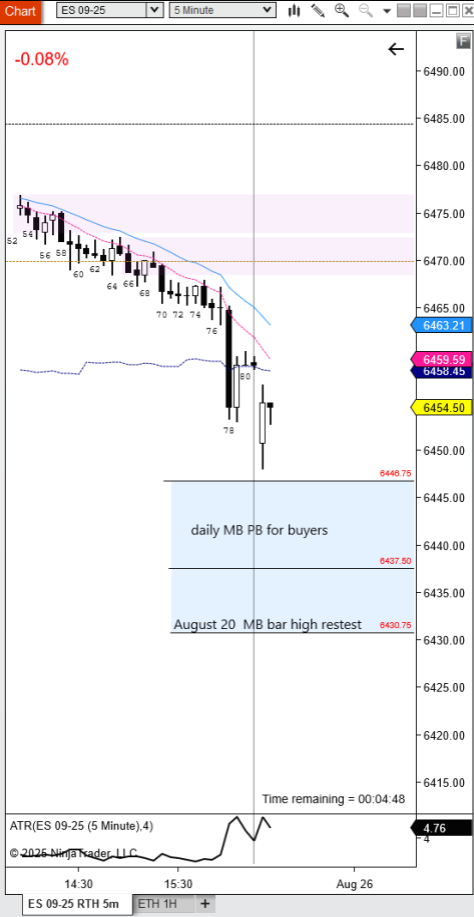 Chart ES 09-25 5 Minute
F
-0.08%
6490.00
6485.00
6480.00
6475.00
6470.00
6465.00
6463.21
6459.59
6458.45
6454.50
6450.00
6445.00
6440.00
6435.00
6430.00
6425.00
6420.00
6415.00
52 54 56 58 60 62 64 66 68 70 72 74 76 78 80
6446.75
daily MB PB for buyers
6437.50
August 20 MB bar high restest
6430.75
Time remaining = 00:04:48
ATR(ES 09-25 (5 Minute),4)
4.76
4
© 2025 NinjaTrader, LLC
14:30 15:30 Aug 26
ES 09-25 RTH 5m ETH 1H +